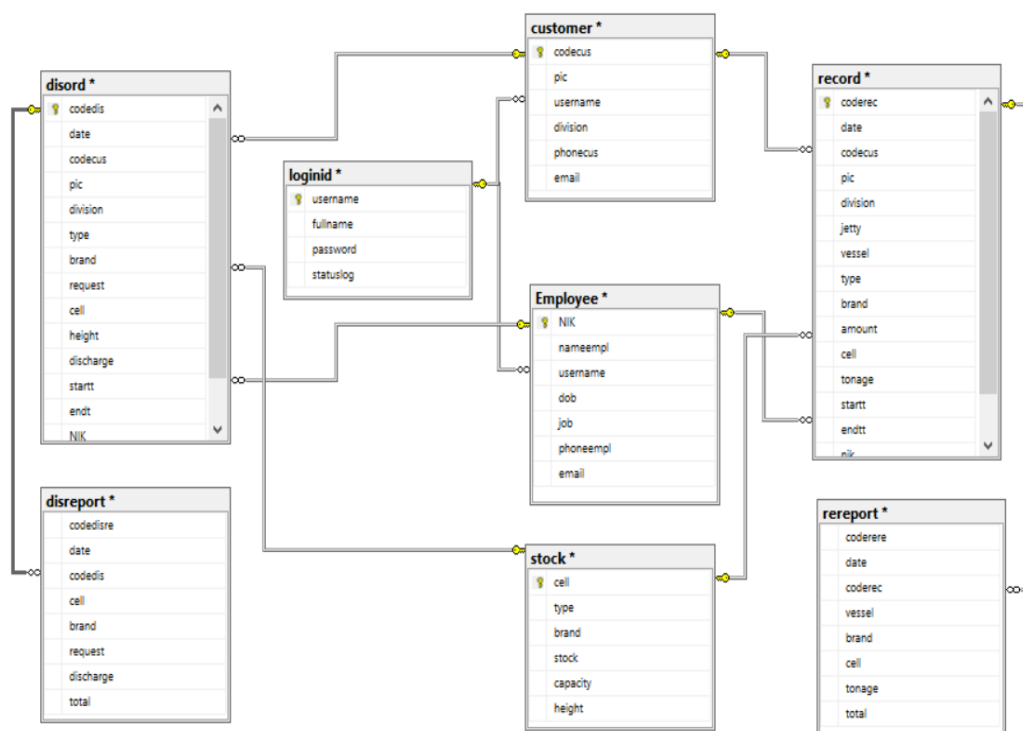 customer *
codecus
pic
username
division
phonecus
email
disord *
codedis
date
codecus
pic
division
type
brand
request
cell
height
discharge
startt
endt
NIK
record *
coderec
date
codecus
pic
division
jetty
vessel
type
brand
amount
cell
tonage
startt
endtt
nik
loginid *
username
fullname
password
statuslog
Employee *
NIK
nameempl
username
dob
job
phoneempl
email
disreport *
codedisre
date
codedis
cell
brand
request
discharge
total
stock *
cell
type
brand
stock
capacity
height
rereport *
coderere
date
coderec
vessel
brand
cell
tonage
total